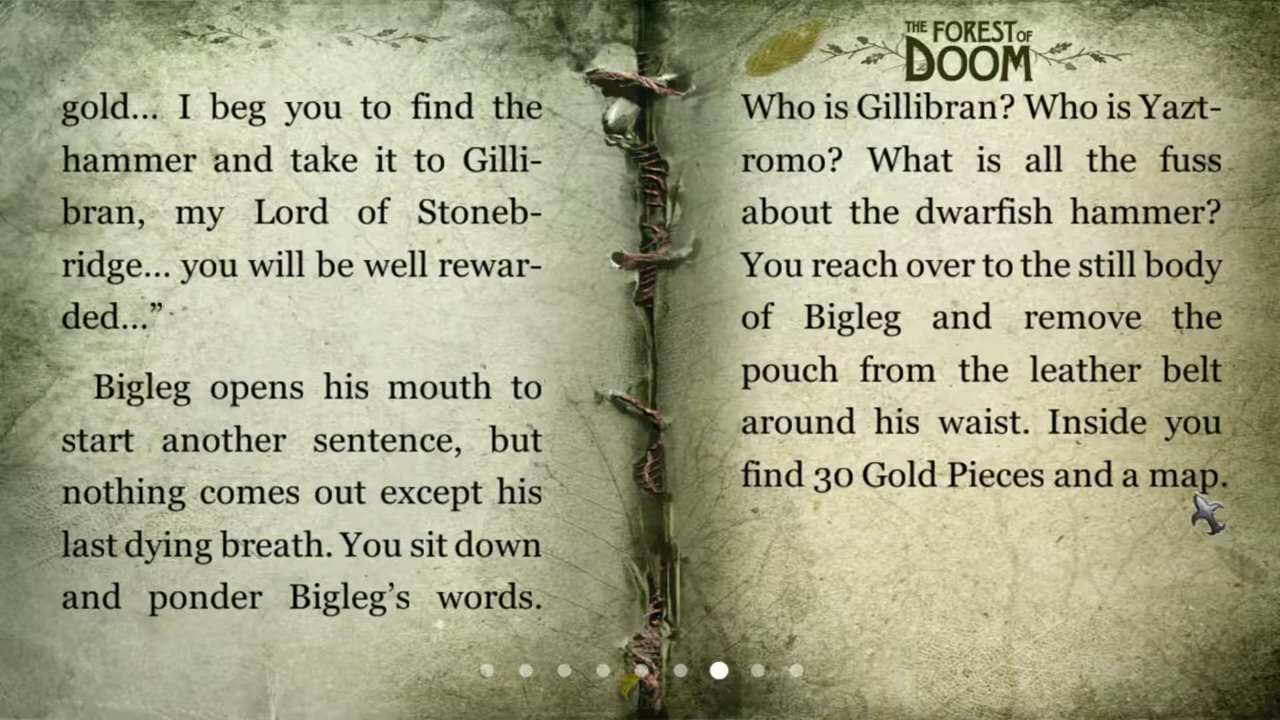 gold... I beg you to find the
hammer and take it to Gilli-
bran, my Lord of Stoneb-
ridge... you will be well rewar-
ded...”
Bigleg opens his mouth to
start another sentence, but
nothing comes out except his
last dying breath. You sit down
and ponder Bigleg’s words.
THE FOREST OF
DOOM
Who is Gillibran? Who is Yazt-
romo? What is all the fuss
about the dwarfish hammer?
You reach over to the still body
of Bigleg and remove the
pouch from the leather belt
around his waist. Inside you
find 30 Gold Pieces and a map.